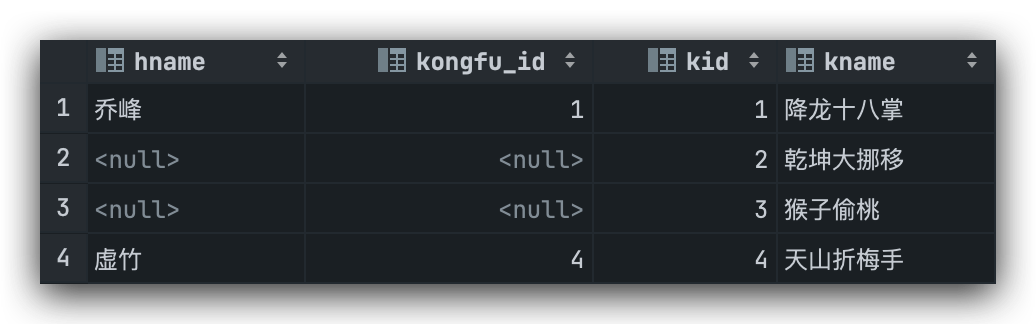 hname kongfu_id kid kname
1 乔峰 1 1 降龙十八掌
2 <null> <null> 2 乾坤大挪移
3 <null> <null> 3 猴子偷桃
4 虚竹 4 4 天山折梅手